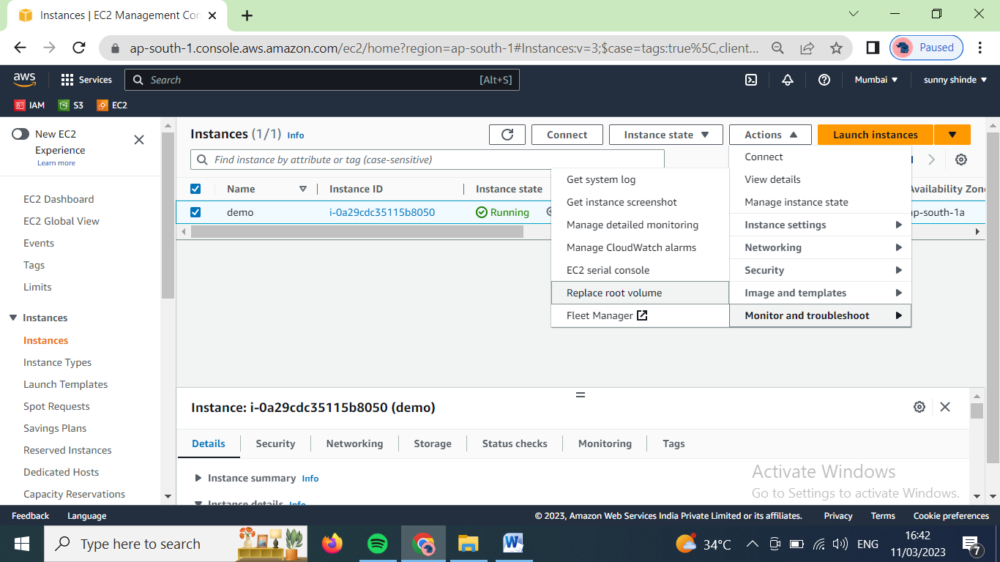 Instances | EC2 Management Con
ap-south-1.console.aws.amazon.com/ec2/home?region=ap-south-1#Instances:v=3;$case=tags:true%5C,client...
Paused
aws
Services
Search
[Alt+S]
Mumbai
sunny shinde
IAM
S3
EC2
New EC2
Experience
Learn more
EC2 Dashboard
EC2 Global View
Events
Tags
Limits
Instances
Instances
Instance Types
Launch Templates
Spot Requests
Savings Plans
Reserved Instances
Dedicated Hosts
Capacity Reservations
Instances (1/1) Info
Connect
Instance state
Actions
Launch instances
Find instance by attribute or tag (case-sensitive)
Name
Instance ID
Instance state
Availability Zon
demo
i-0a29cdc35115b8050
Running
ap-south-1a
Get system log
Get instance screenshot
Manage detailed monitoring
Manage CloudWatch alarms
EC2 serial console
Replace root volume
Fleet Manager
Connect
View details
Manage instance state
Instance settings
Networking
Security
Image and templates
Monitor and troubleshoot
Instance: i-0a29cdc35115b8050 (demo)
Details
Security
Networking
Storage
Status checks
Monitoring
Tags
Instance summary Info
Instance details Info
Activate Windows
Go to Settings to activate Windows.
Feedback
Language
© 2023, Amazon Web Services India Private Limited or its affiliates.
Privacy
Terms
Cookie preferences
Type here to search
34°C
ENG
16:42
11/03/2023
7